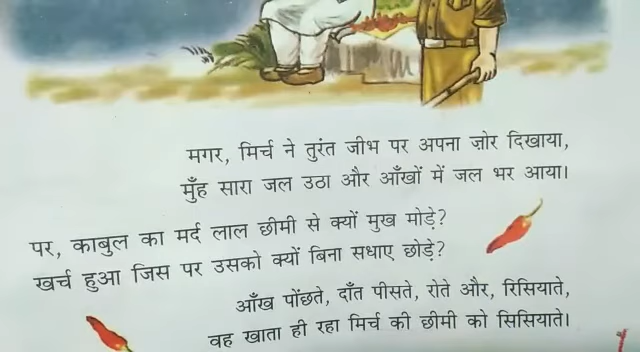 मगर, मिर्च ने तुरंत जीभ पर अपना ज़ोर दिखाया,
मुँह सारा जल उठा और आँखों में जल भर आया।
पर, काबुल का मर्द लाल छीमी से क्यों मुख मोड़े?
खर्च हुआ जिस पर उसको क्यों बिना सधाए छोड़े?
आँख पोंछते, दाँत पीसते, रोते और, रिसियाते,
वह खाता ही रहा मिर्च की छीमी को सिसियाते।